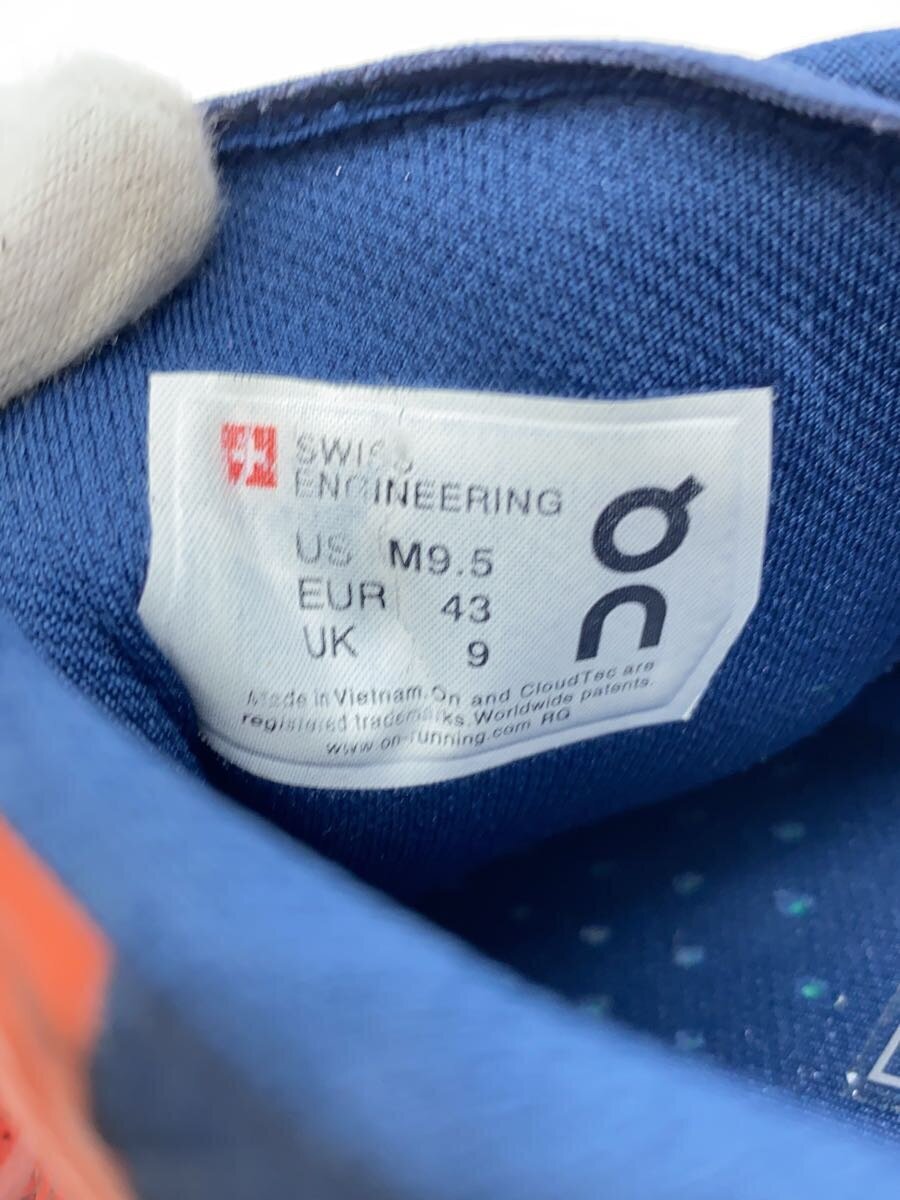 SWISS
ENGINEERING
US M9.5
EUR 43
UK 9
On
Made in Vietnam. On and CloudTec are
registered trademarks. Worldwide patents.
www.on-running.com RG